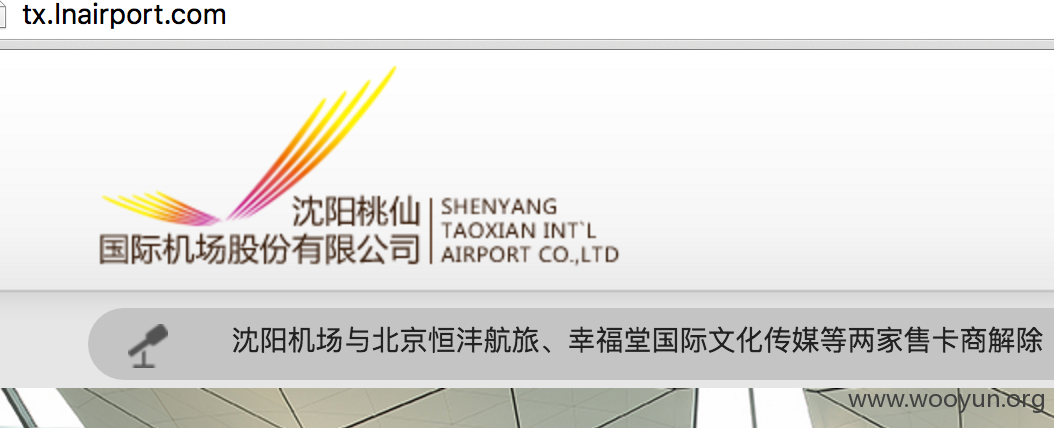 tx.lnairport.com
沈阳桃仙
国际机场股份有限公司
SHENYANG
TAOXIAN INT`L
AIRPORT CO.,LTD
沈阳机场与北京恒沣航旅、幸福堂国际文化传媒等两家售卡商解除
www.wooyun.org